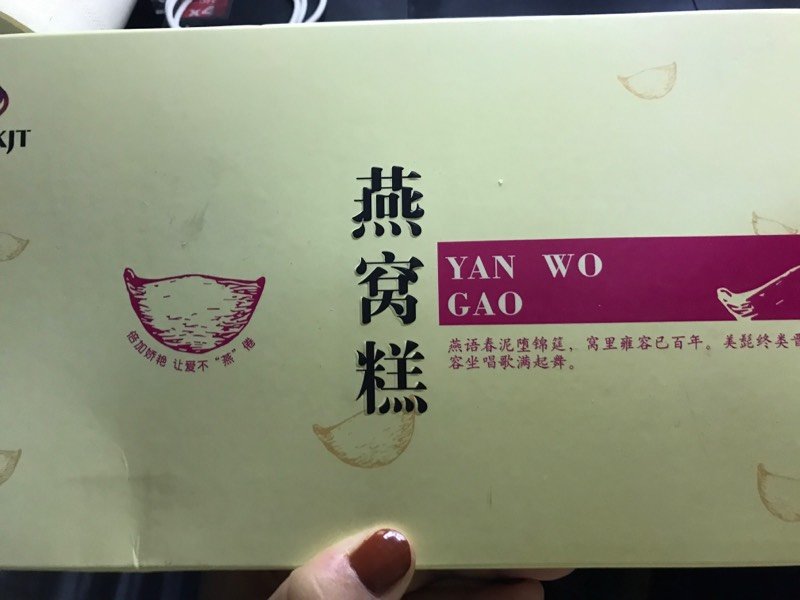 KJT
燕窝糕
YAN WO
GAO
燕语春泥堕锦筵，窝里雍容已百年。美髭终类晋
容坐唱歌满起舞。
倍加娇艳 让爱不“燕”倦